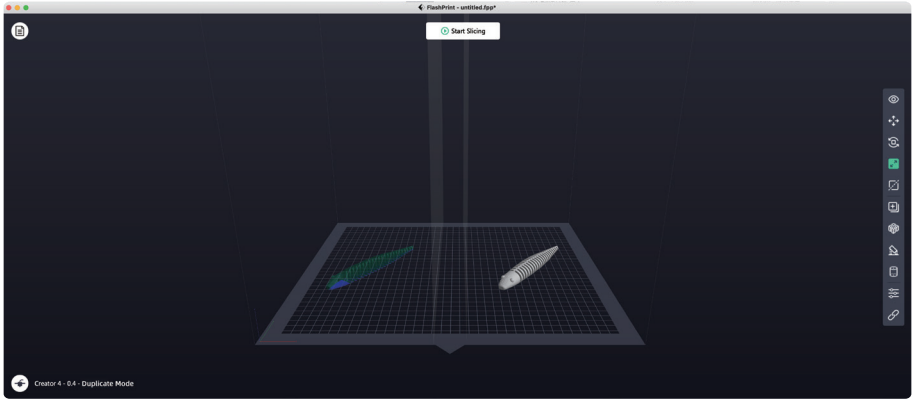 FlashPrint - untitled.fpp*
Start Slicing
Creator 4 - 0.4 - Duplicate Mode